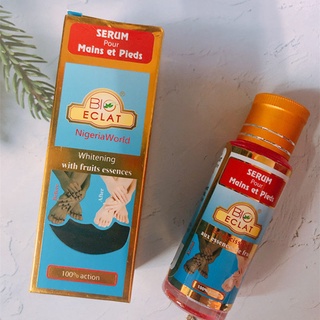 SERUM
Pour
Mains et Pieds
BIO
ECLAT
NigeriaWorld
Whitening
with fruits essences
After
100% action
SERUM
Pour
Mains et Pieds
BIO
ECLAT